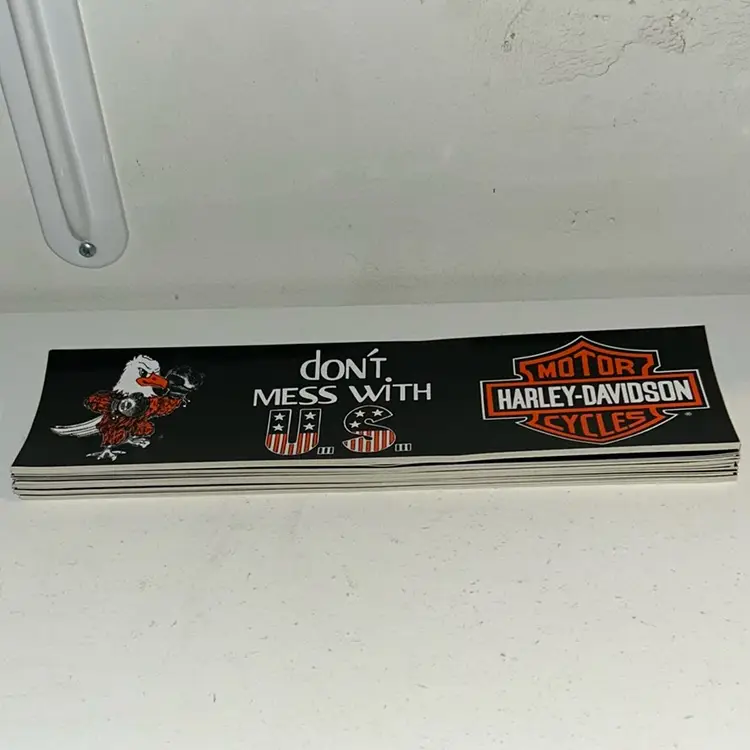 don't
MESS WiTH
U... S...
MOTOR
HARLEY-DAVIDSON
CYCLES
®